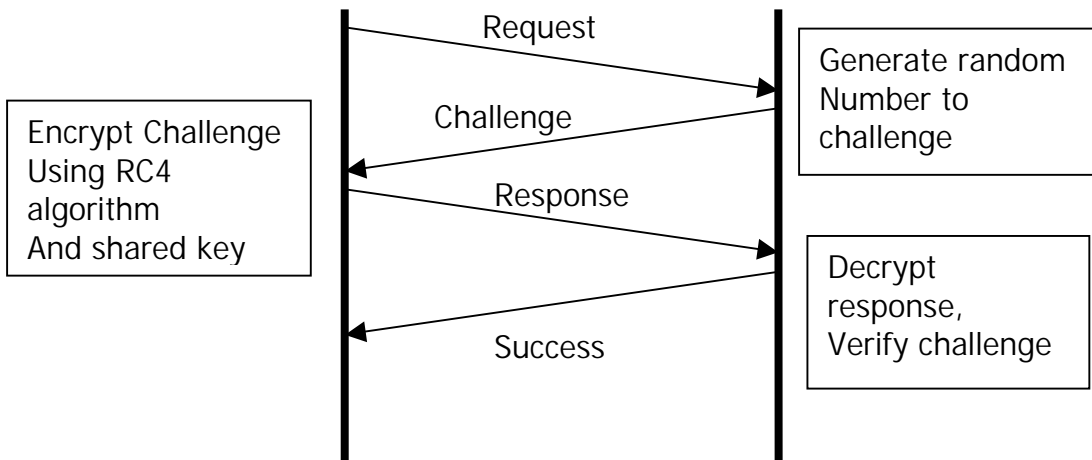 Request
Generate random
Number to
challenge
Challenge
Encrypt Challenge
Using RC4
algorithm
And shared key
Response
Decrypt
response,
Verify challenge
Success